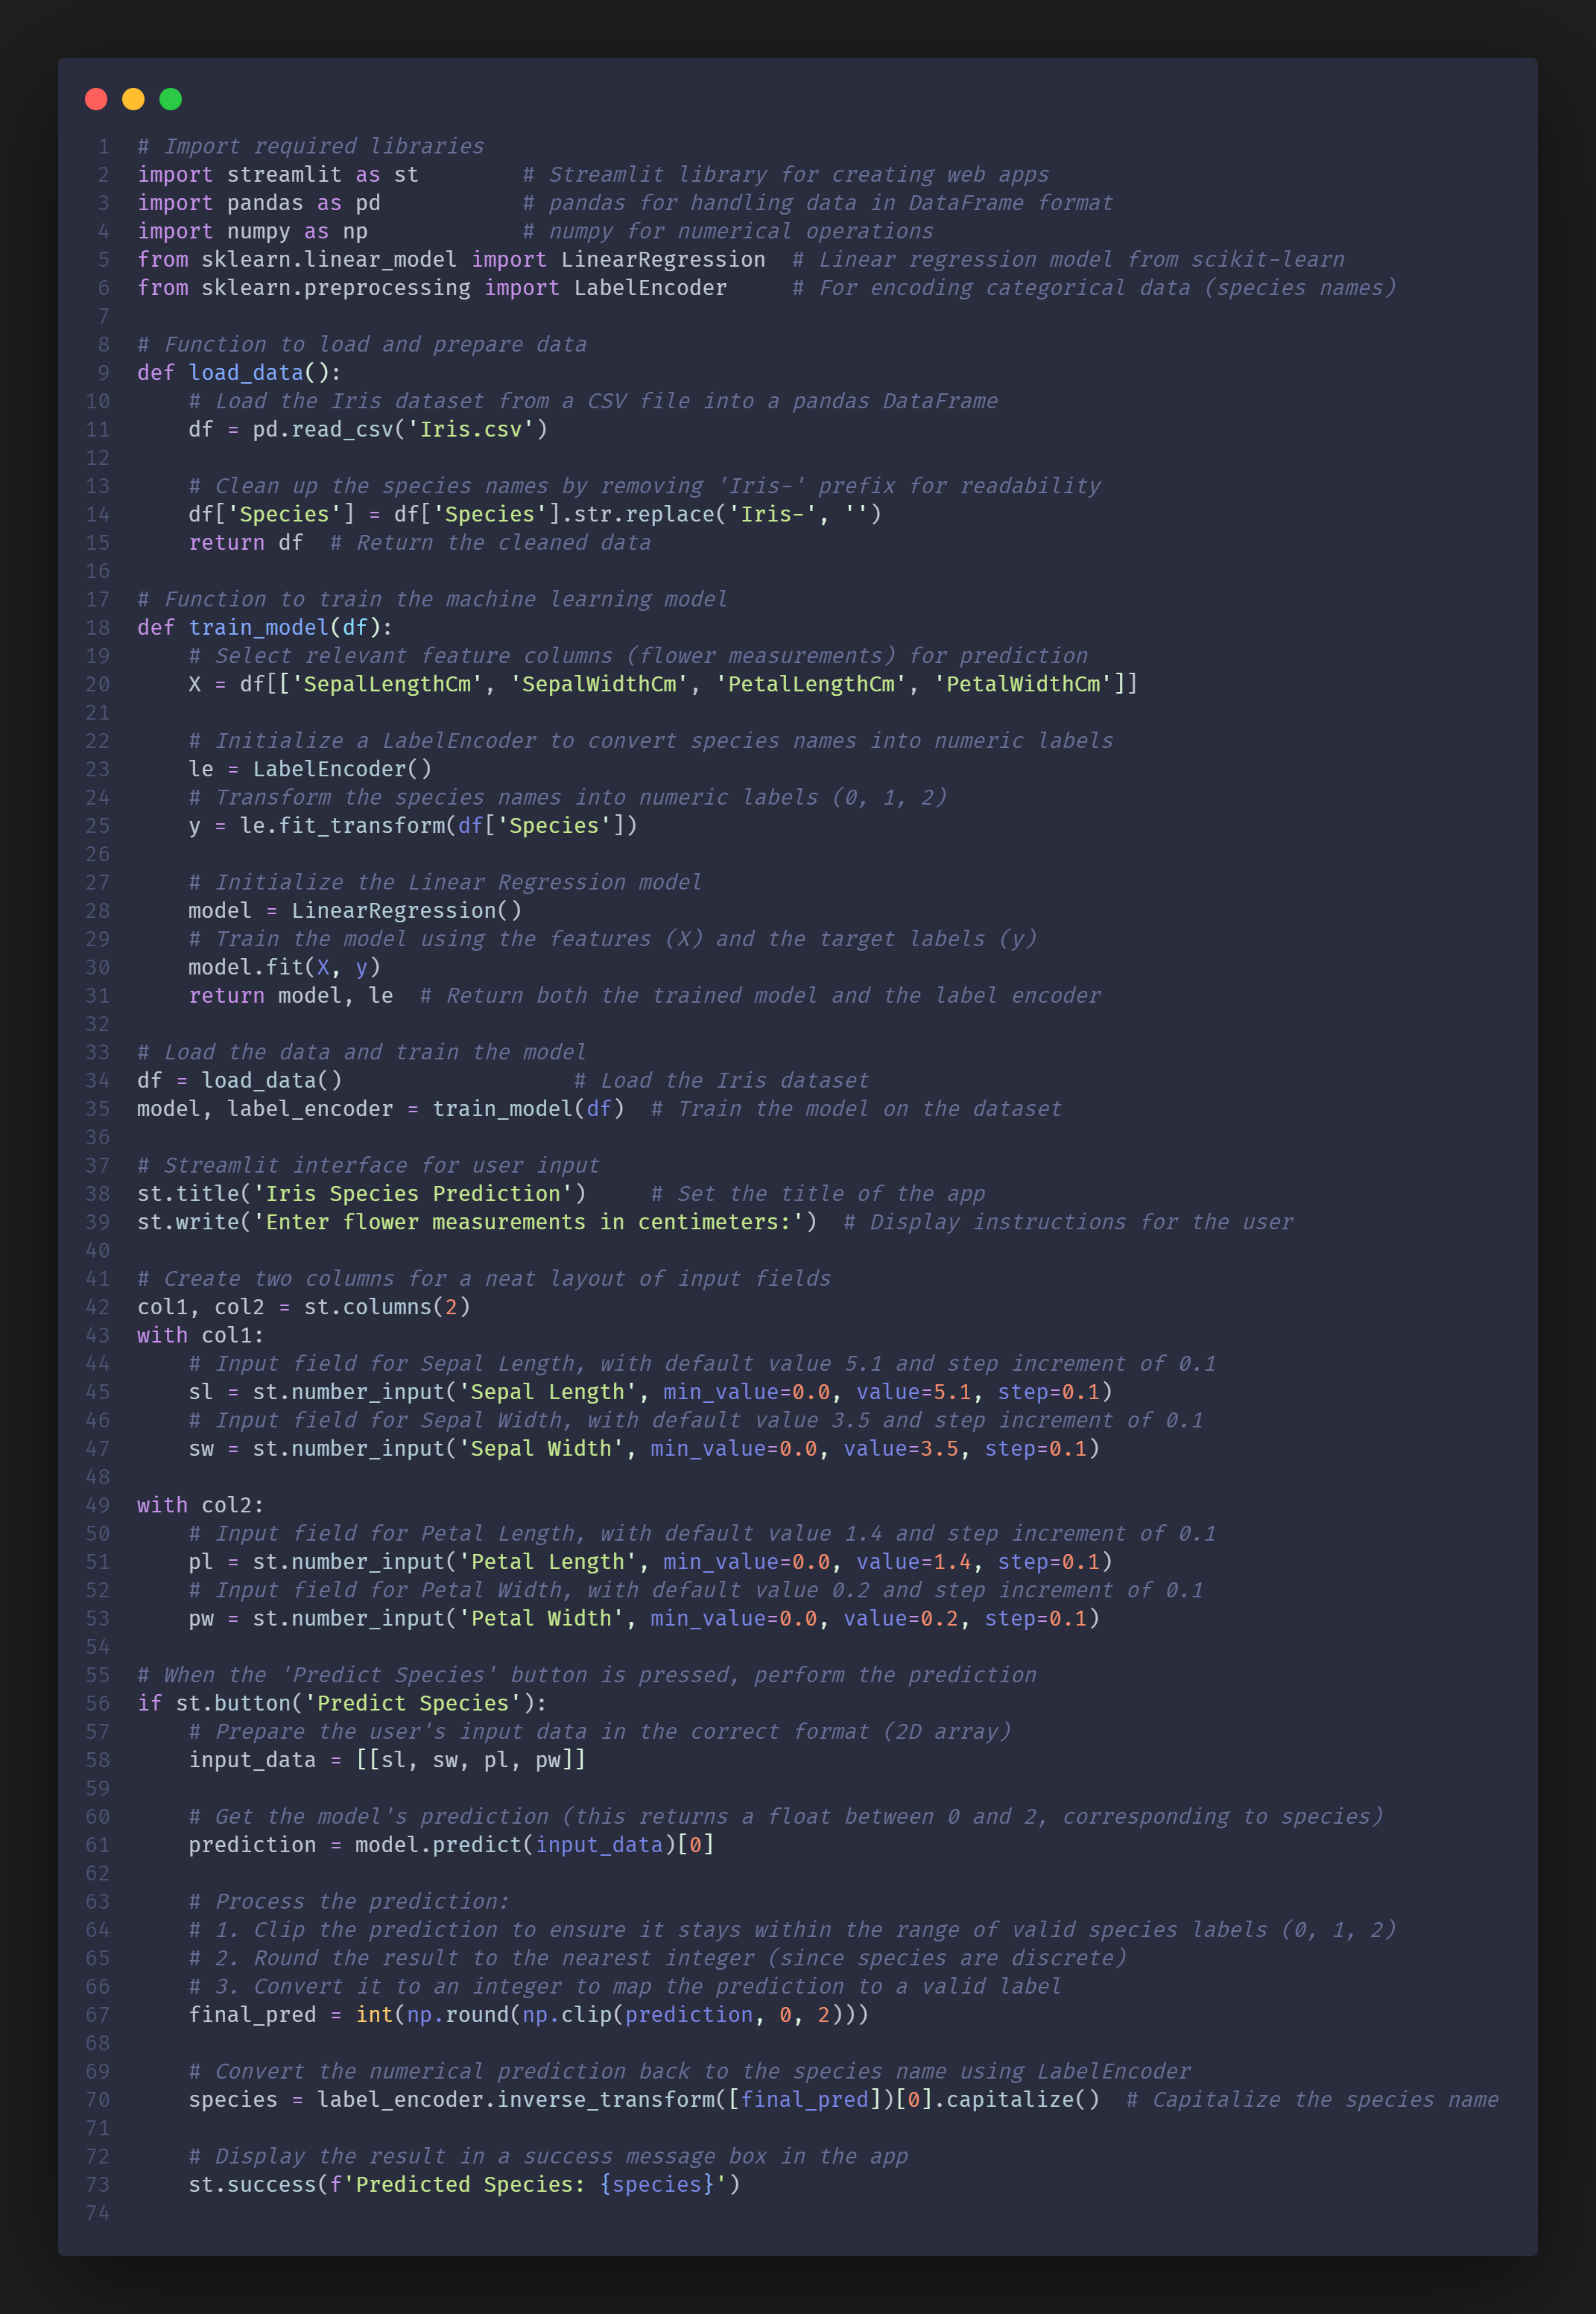 1 # Import required libraries
2 import streamlit as st        # Streamlit library for creating web apps
3 import pandas as pd           # pandas for handling data in DataFrame format
4 import numpy as np            # numpy for numerical operations
5 from sklearn.linear_model import LinearRegression  # Linear regression model from scikit-learn
6 from sklearn.preprocessing import LabelEncoder     # For encoding categorical data (species names)
7
8 # Function to load and prepare data
9 def load_data():
10     # Load the Iris dataset from a CSV file into a pandas DataFrame
11     df = pd.read_csv('Iris.csv')
12
13     # Clean up the species names by removing 'Iris-' prefix for readability
14     df['Species'] = df['Species'].str.replace('Iris-', '')
15     return df  # Return the cleaned data
16
17 # Function to train the machine learning model
18 def train_model(df):
19     # Select relevant feature columns (flower measurements) for prediction
20     X = df[['SepalLengthCm', 'SepalWidthCm', 'PetalLengthCm', 'PetalWidthCm']]
21
22     # Initialize a LabelEncoder to convert species names into numeric labels
23     le = LabelEncoder()
24     # Transform the species names into numeric labels (0, 1, 2)
25     y = le.fit_transform(df['Species'])
26
27     # Initialize the Linear Regression model
28     model = LinearRegression()
29     # Train the model using the features (X) and the target labels (y)
30     model.fit(X, y)
31     return model, le  # Return both the trained model and the label encoder
32
33 # Load the data and train the model
34 df = load_data()                  # Load the Iris dataset
35 model, label_encoder = train_model(df)  # Train the model on the dataset
36
37 # Streamlit interface for user input
38 st.title('Iris Species Prediction')     # Set the title of the app
39 st.write('Enter flower measurements in centimeters:')  # Display instructions for the user
40
41 # Create two columns for a neat layout of input fields
42 col1, col2 = st.columns(2)
43 with col1:
44     # Input field for Sepal Length, with default value 5.1 and step increment of 0.1
45     sl = st.number_input('Sepal Length', min_value=0.0, value=5.1, step=0.1)
46     # Input field for Sepal Width, with default value 3.5 and step increment of 0.1
47     sw = st.number_input('Sepal Width', min_value=0.0, value=3.5, step=0.1)
48
49 with col2:
50     # Input field for Petal Length, with default value 1.4 and step increment of 0.1
51     pl = st.number_input('Petal Length', min_value=0.0, value=1.4, step=0.1)
52     # Input field for Petal Width, with default value 0.2 and step increment of 0.1
53     pw = st.number_input('Petal Width', min_value=0.0, value=0.2, step=0.1)
54
55 # When the 'Predict Species' button is pressed, perform the prediction
56 if st.button('Predict Species'):
57     # Prepare the user's input data in the correct format (2D array)
58     input_data = [[sl, sw, pl, pw]]
59
60     # Get the model's prediction (this returns a float between 0 and 2, corresponding to species)
61     prediction = model.predict(input_data)[0]
62
63     # Process the prediction:
64     # 1. Clip the prediction to ensure it stays within the range of valid species labels (0, 1, 2)
65     # 2. Round the result to the nearest integer (since species are discrete)
66     # 3. Convert it to an integer to map the prediction to a valid label
67     final_pred = int(np.round(np.clip(prediction, 0, 2)))
68
69     # Convert the numerical prediction back to the species name using LabelEncoder
70     species = label_encoder.inverse_transform([final_pred])[0].capitalize()  # Capitalize the species name
71
72     # Display the result in a success message box in the app
73     st.success(f'Predicted Species: {species}')
74